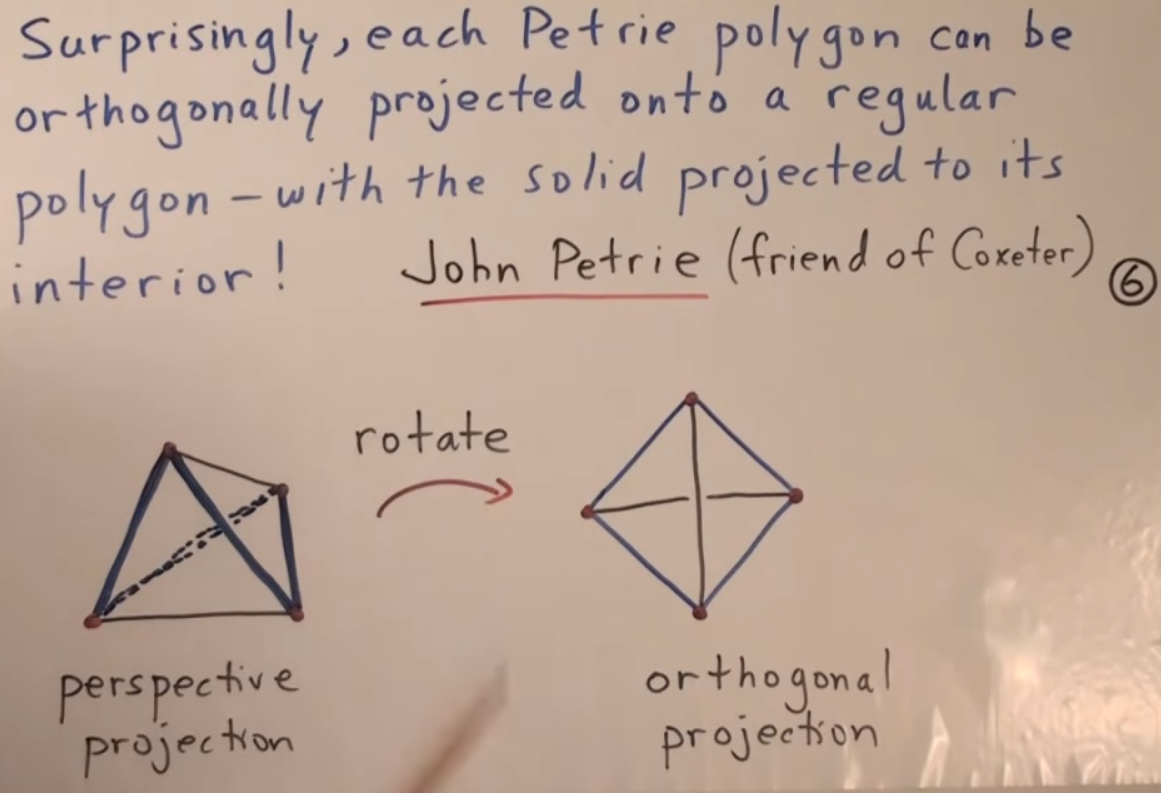 Surprisingly, each Petrie polygon can be
orthogonally projected onto a regular
polygon – with the solid projected to its
interior!
John Petrie (friend of Coxeter)
6
rotate
perspective
projection
orthogonal
projection